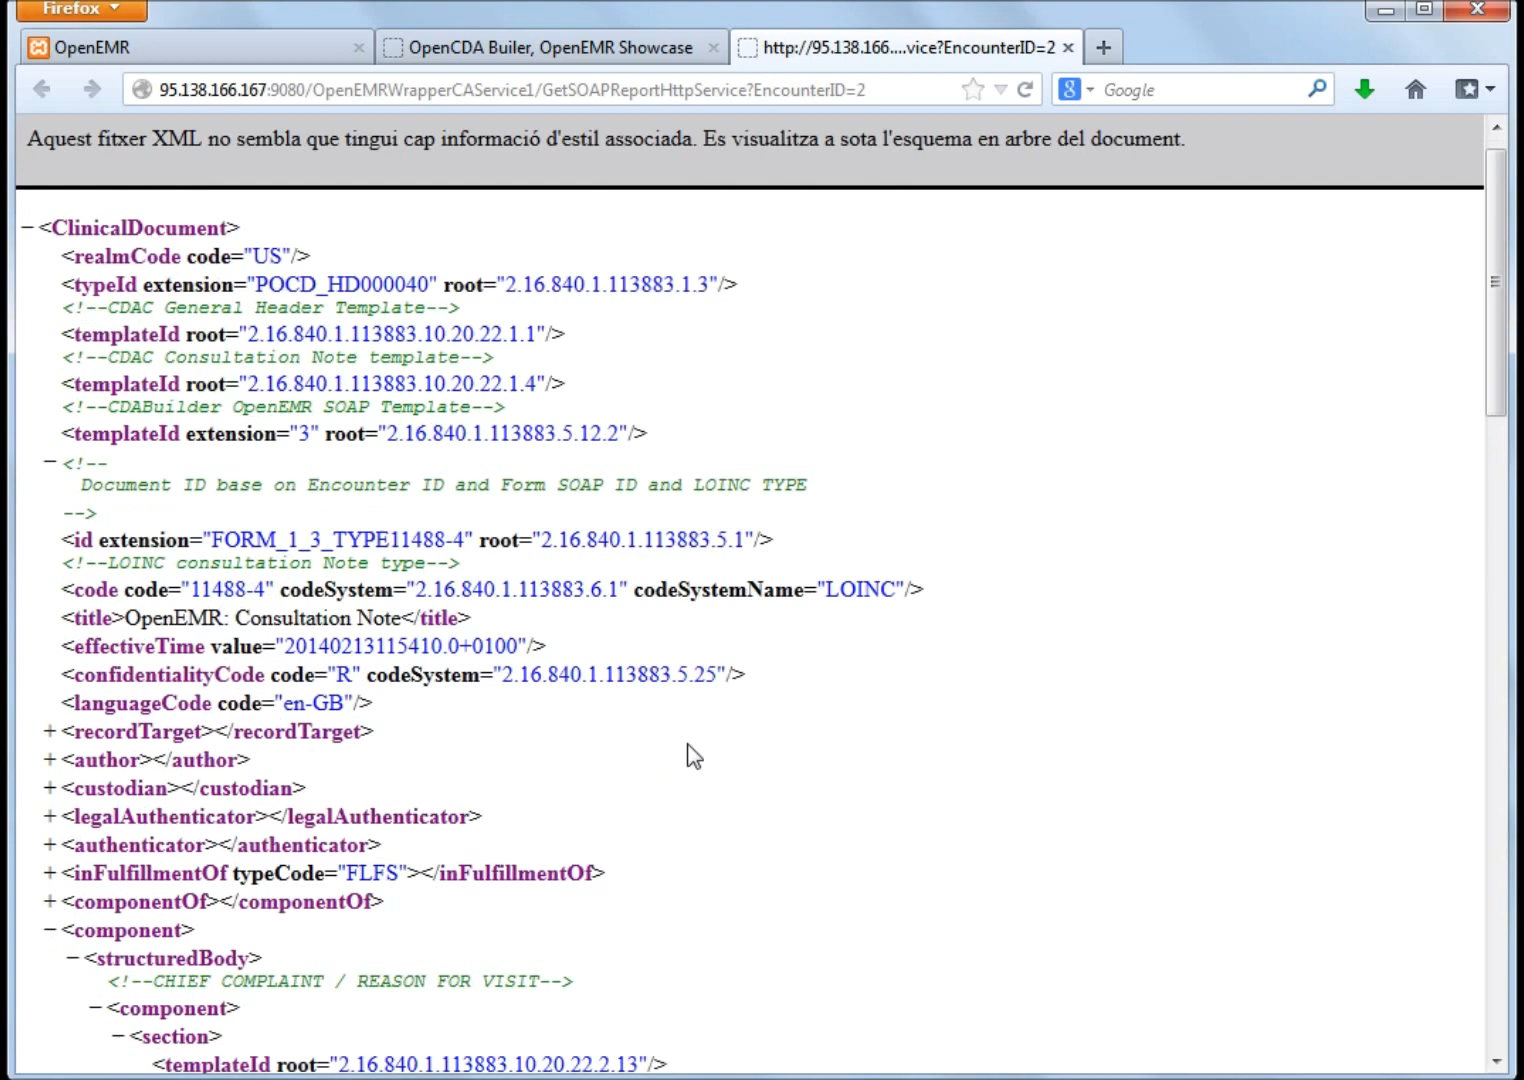 Firefox
OpenEMR
OpenCDA Builer, OpenEMR Showcase
http://95.138.166....vice?EncounterID=2
95.138.166.167:9080/OpenEMRWrapperCAService1/GetSOAPReportHttpService?EncounterID=2
Google
Aquest fitxer XML no sembla que tingui cap informació d'estil associada. Es visualitza a sota l'esquema en arbre del document.
−<ClinicalDocument>
<realmCode code="US"/>
<typeId extension="POCD_HD000040" root="2.16.840.1.113883.1.3"/>
<!--CDAC General Header Template-->
<templateId root="2.16.840.1.113883.10.20.22.1.1"/>
<!--CDAC Consultation Note template-->
<templateId root="2.16.840.1.113883.10.20.22.1.4"/>
<!--CDABuilder OpenEMR SOAP Template-->
<templateId extension="3" root="2.16.840.1.113883.5.12.2"/>
−<!--
Document ID base on Encounter ID and Form SOAP ID and LOINC TYPE
-->
<id extension="FORM_1_3_TYPE11488-4" root="2.16.840.1.113883.5.1"/>
<!--LOINC consultation Note type-->
<code code="11488-4" codeSystem="2.16.840.1.113883.6.1" codeSystemName="LOINC"/>
<title>OpenEMR: Consultation Note</title>
<effectiveTime value="20140213115410.0+0100"/>
<confidentialityCode code="R" codeSystem="2.16.840.1.113883.5.25"/>
<languageCode code="en-GB"/>
+<recordTarget></recordTarget>
+<author></author>
+<custodian></custodian>
+<legalAuthenticator></legalAuthenticator>
+<authenticator></authenticator>
+<inFulfillmentOf typeCode="FLFS"></inFulfillmentOf>
+<componentOf></componentOf>
−<component>
−<structuredBody>
<!--CHIEF COMPLAINT / REASON FOR VISIT-->
−<component>
−<section>
<templateId root="2.16.840.1.113883.10.20.22.2.13"/>